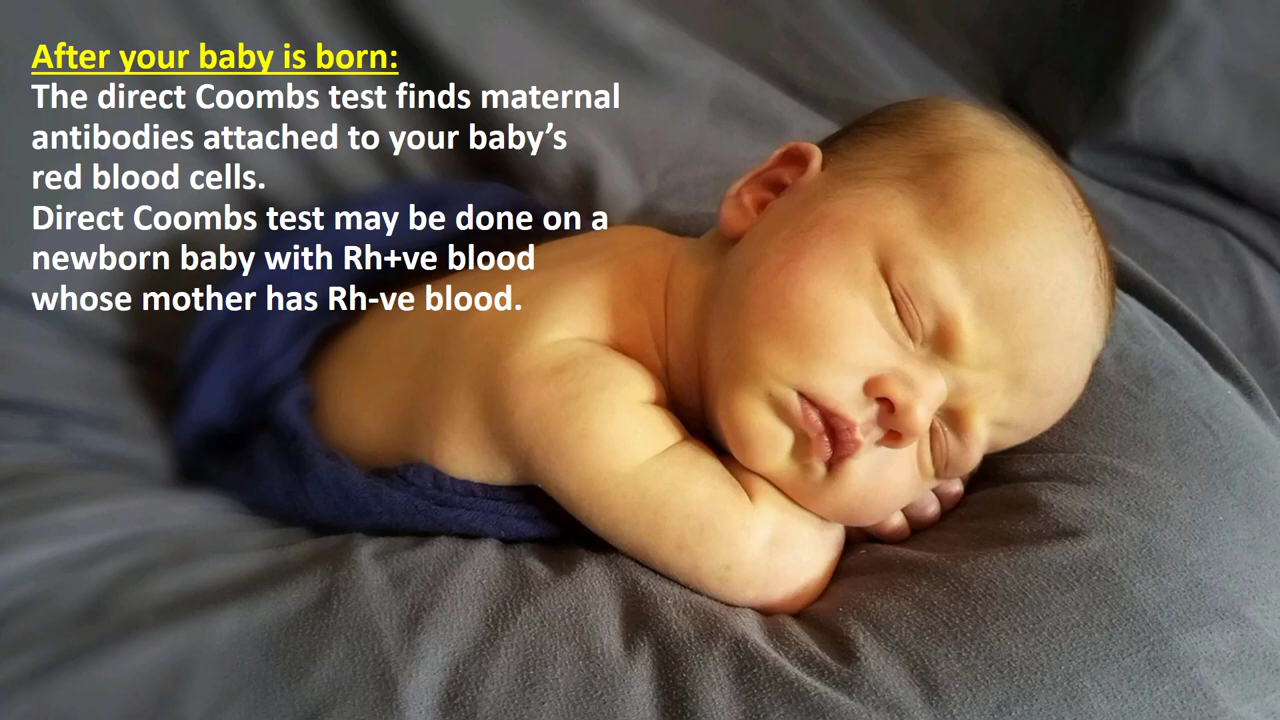 After your baby is born:
The direct Coombs test finds maternal
antibodies attached to your baby’s
red blood cells.
Direct Coombs test may be done on a
newborn baby with Rh+ve blood
whose mother has Rh-ve blood.